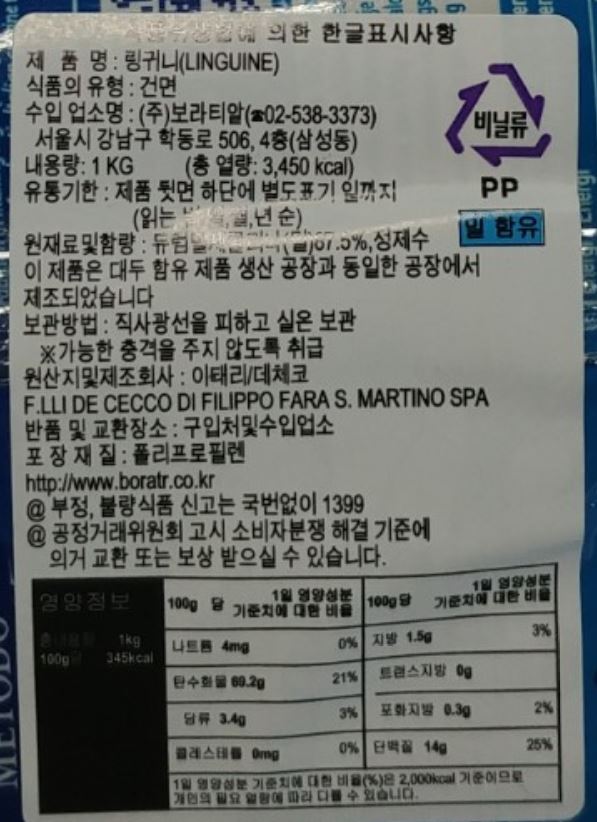 의한 한글표시사항
제 품 명 : 링귀니(LINGUINE)
식품의 유형 : 건면
수입 업소명 : (주)보라티알(☎02-538-3373)
서울시 강남구 학동로 506, 4층(삼성동)
내용량: 1 KG (총 열량: 3,450 kcal)
유통기한 : 제품 뒷면 하단에 별도표기 일까지
(읽는 월,년 순)
원재료및함량 : 87.5%,정제수
이 제품은 대두 함유 제품 생산 공장과 동일한 공장에서
제조되었습니다
보관방법 : 직사광선을 피하고 실온 보관
※가능한 충격을 주지 않도록 취급
원산지및제조회사 : 이태리/데체코
F.LLI DE CECCO DI FILIPPO FARA S. MARTINO SPA
반품 및 교환장소 : 구입처및수입업소
포 장 재 질 : 폴리프로필렌
http://www.boratr.co.kr
@ 부정, 불량식품 신고는 국번없이 1399
@ 공정거래위원회 고시 소비자분쟁 해결 기준에
의거 교환 또는 보상 받으실 수 있습니다.
비닐류
PP
밀 함유
영양정보
총내용량 1kg
100g당 345kcal
100g 당 1일 영양성분 기준치에 대한 비율
나트륨 4mg 0%
탄수화물 69.2g 21%
당류 3.4g 3%
콜레스테롤 0mg 0%
100g당 1일 영양성분 기준치에 대한 비율
지방 1.5g 3%
트랜스지방 0g
포화지방 0.3g 2%
단백질 14g 25%
1일 영양성분 기준치에 대한 비율(%)은 2,000kcal 기준이므로
개인의 필요 열량에 따라 다를 수 있습니다.
METODO